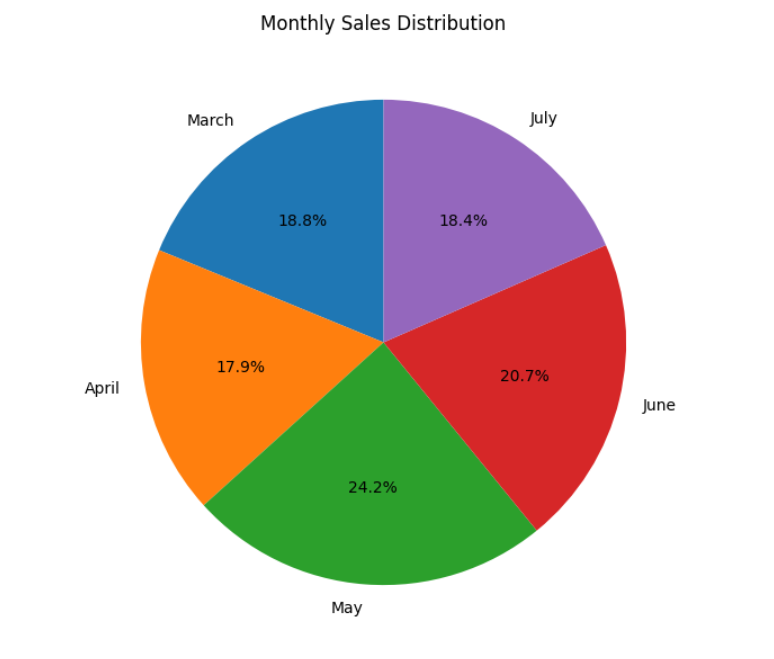 Monthly Sales Distribution
March
July
18.8%
18.4%
17.9%
20.7%
April
June
24.2%
May